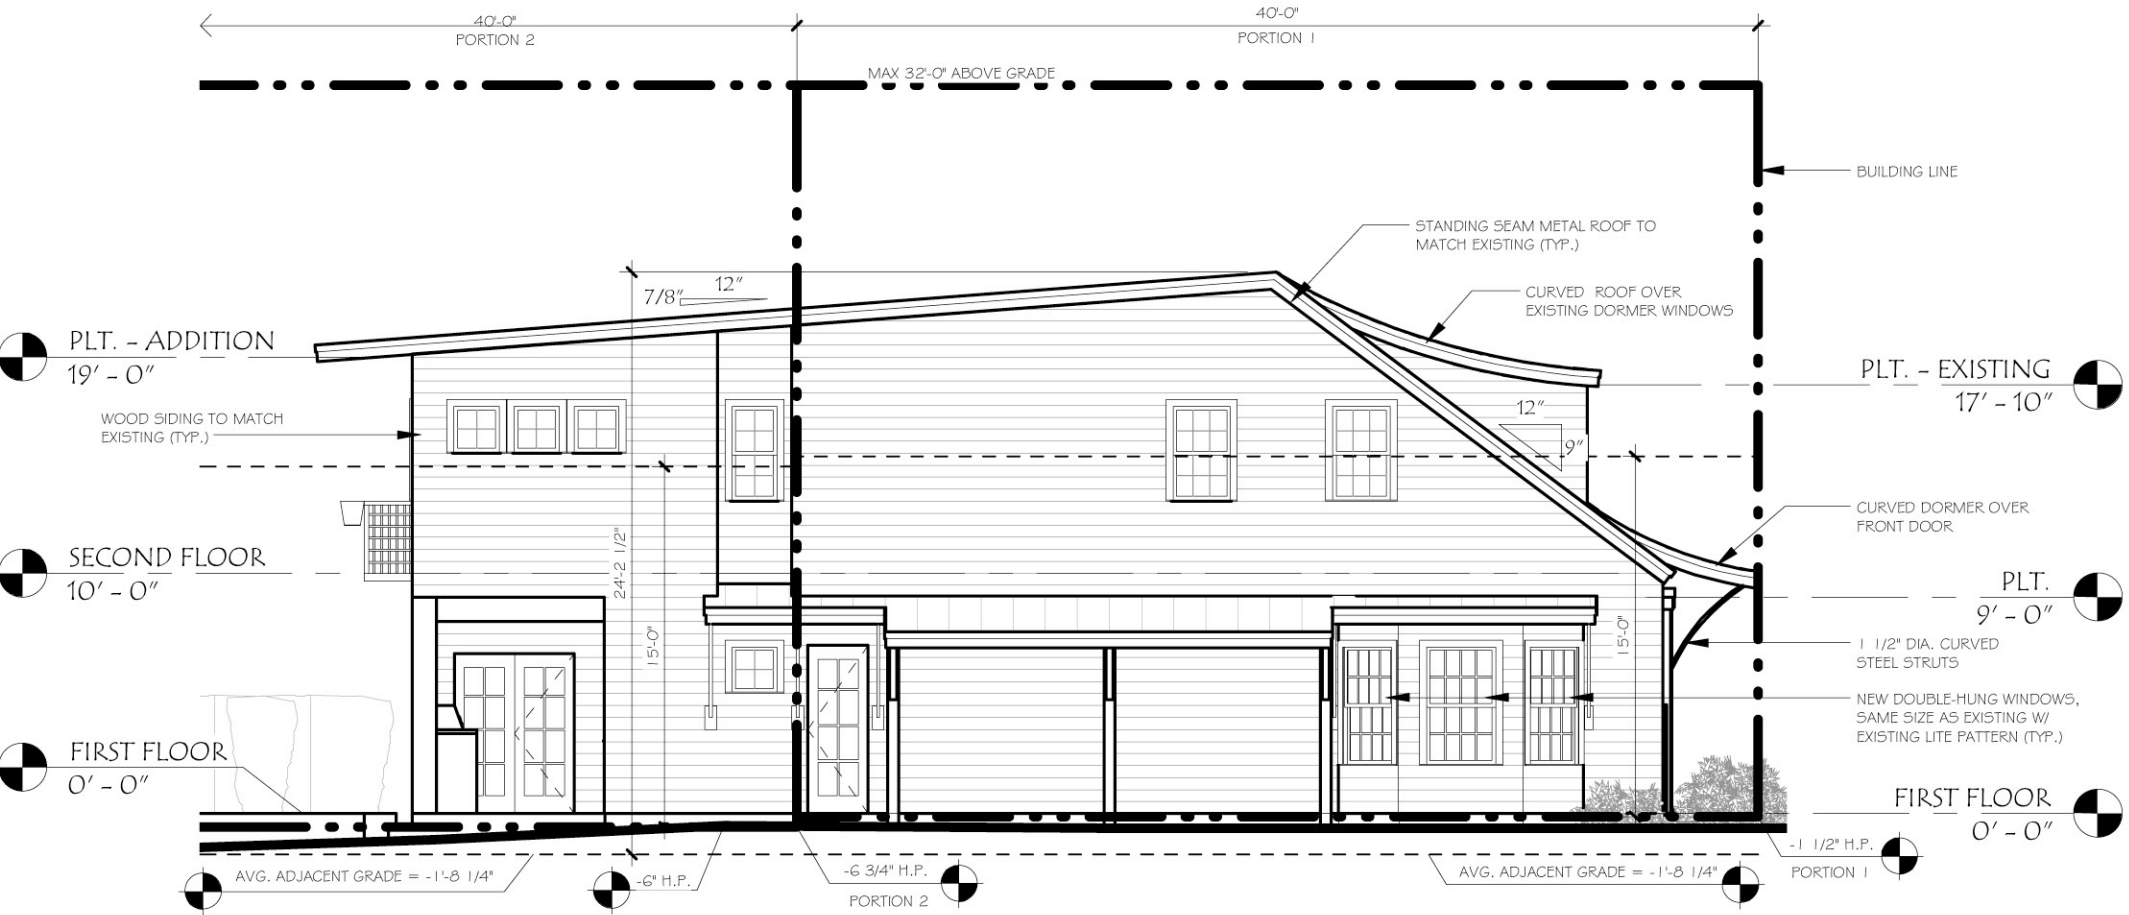 40'-0"
PORTION 2
40'-0"
PORTION 1
MAX 32'-0" ABOVE GRADE
BUILDING LINE
STANDING SEAM METAL ROOF TO
MATCH EXISTING (TYP.)
12"
7/8"
CURVED ROOF OVER
EXISTING DORMER WINDOWS
PLT. - ADDITION
19' - 0"
PLT. - EXISTING
17' - 10"
WOOD SIDING TO MATCH
EXISTING (TYP.)
12"
9"
CURVED DORMER OVER
FRONT DOOR
24'-2 1/2"
SECOND FLOOR
10' - 0"
PLT.
9' - 0"
15'-0"
15'-0"
1 1/2" DIA. CURVED
STEEL STRUTS
NEW DOUBLE-HUNG WINDOWS,
SAME SIZE AS EXISTING W/
EXISTING LITE PATTERN (TYP.)
FIRST FLOOR
0' - 0"
FIRST FLOOR
0' - 0"
-1 1/2" H.P.
PORTION 1
AVG. ADJACENT GRADE = -1'-8 1/4"
-6" H.P.
-6 3/4" H.P.
PORTION 2
AVG. ADJACENT GRADE = -1'-8 1/4"